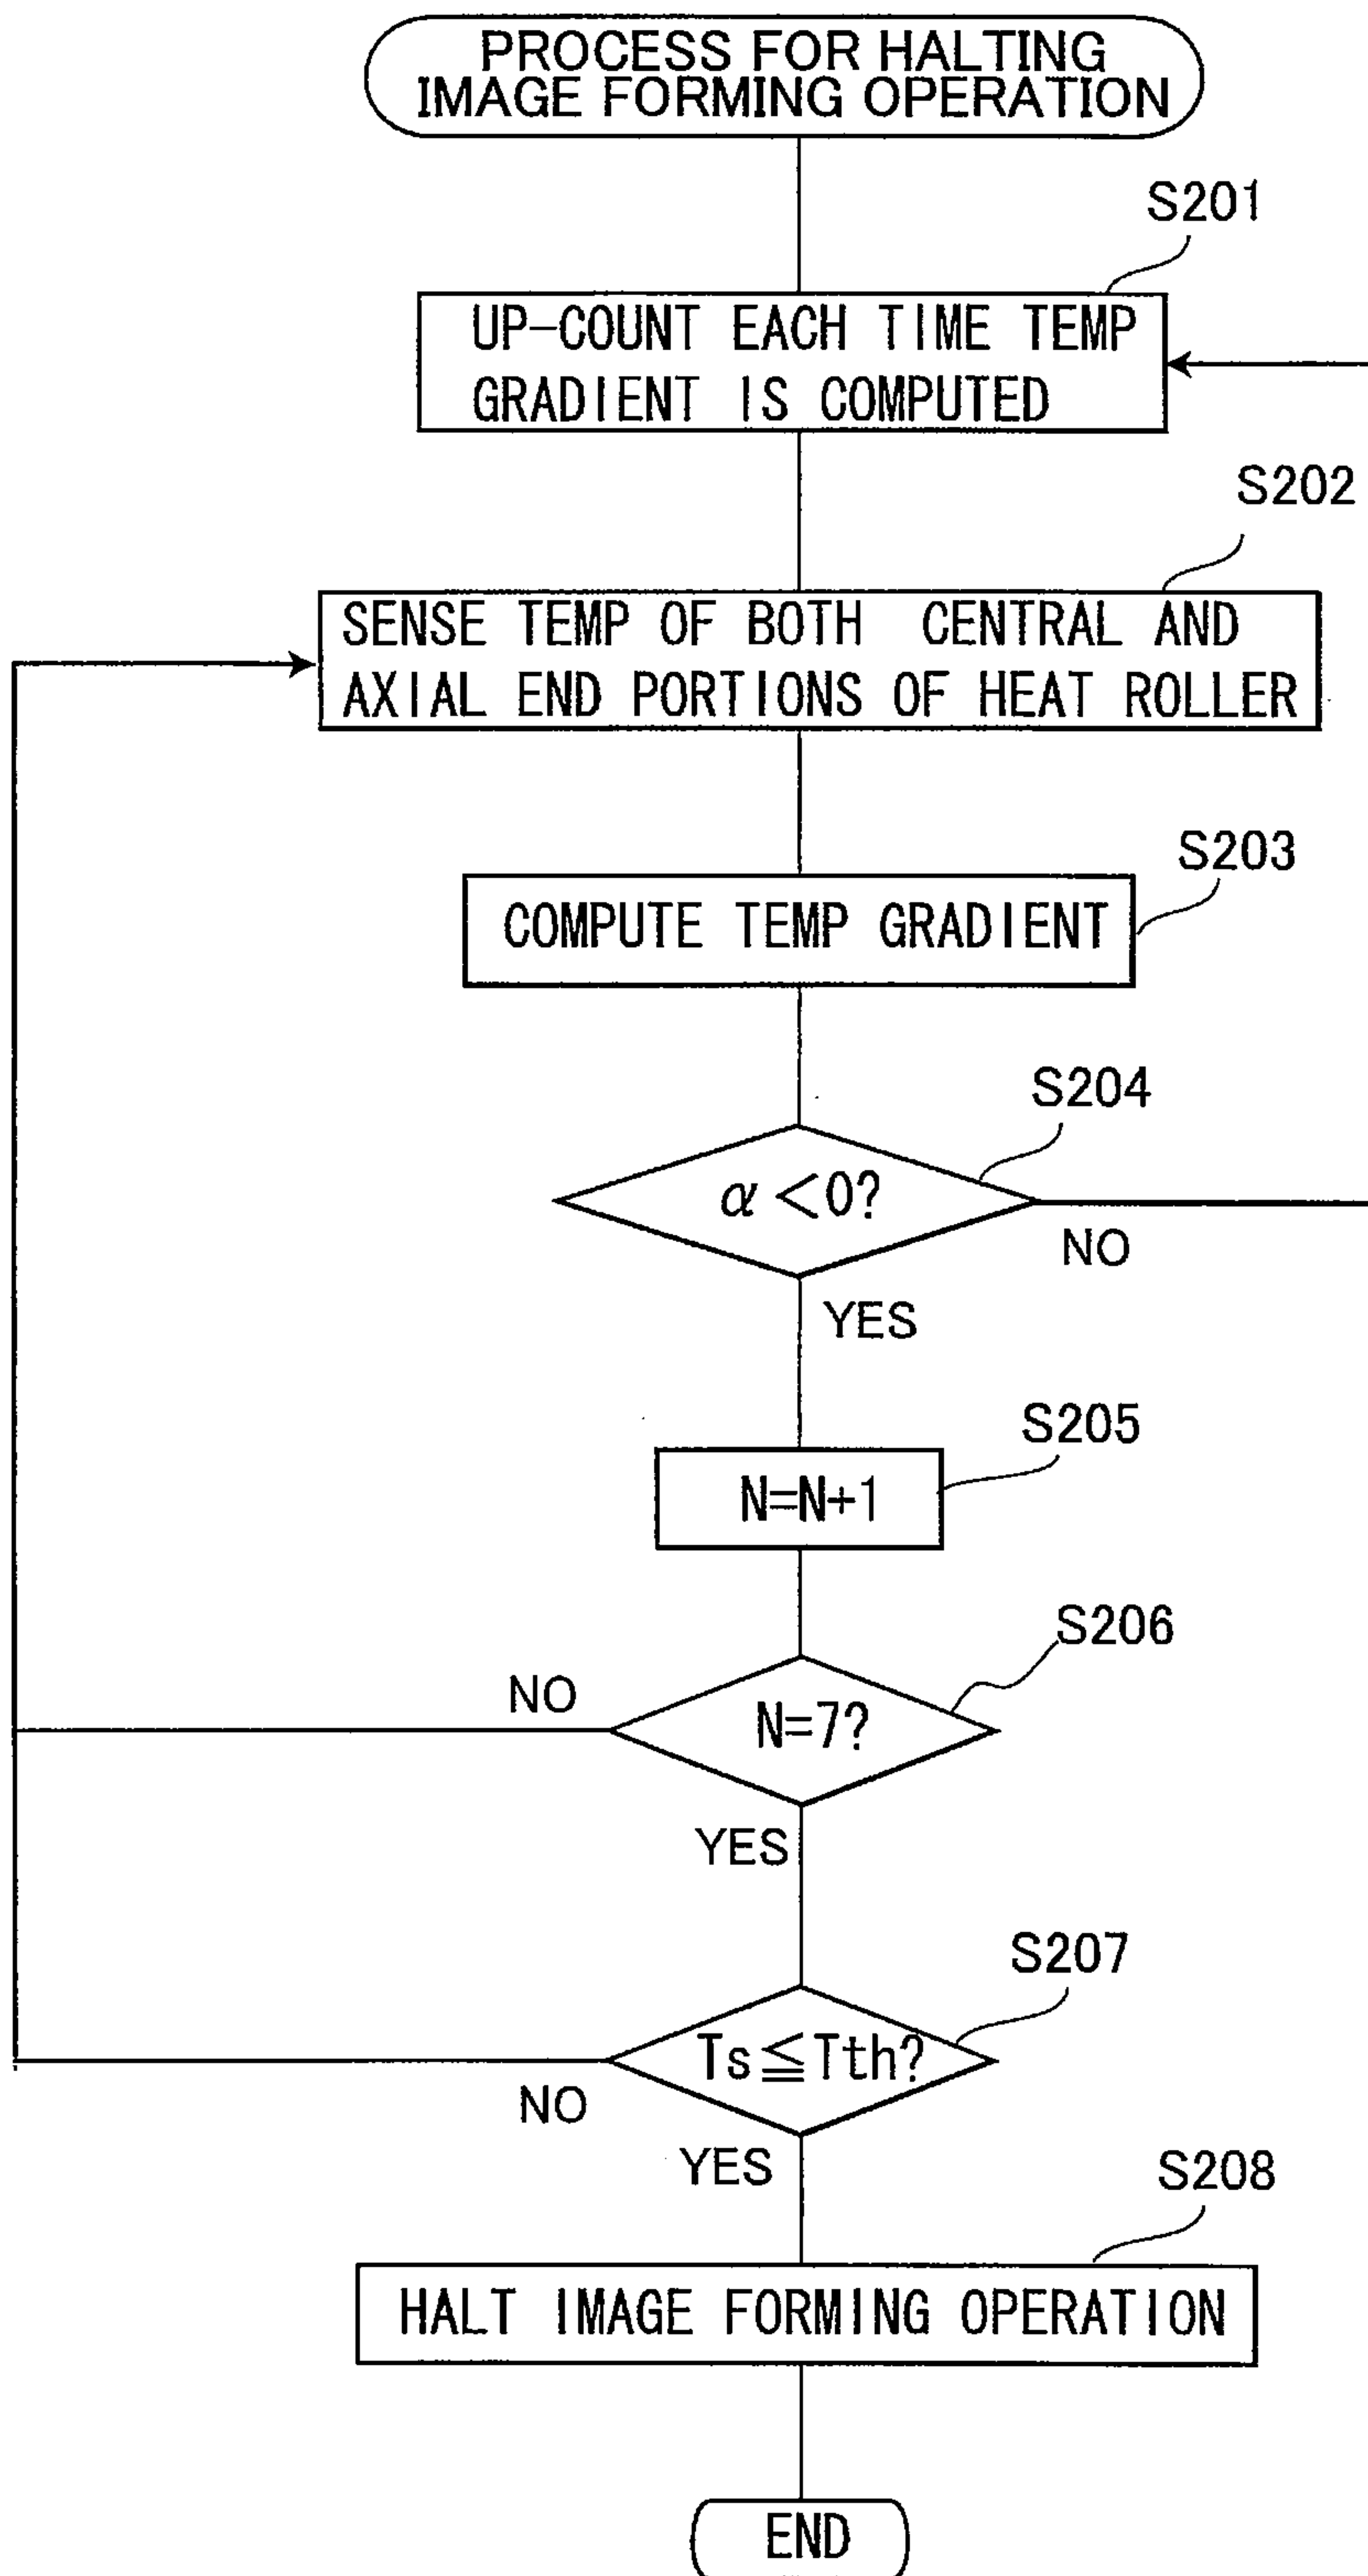 PROCESS FOR HALTING
IMAGE FORMING OPERATION
S201
UP-COUNT EACH TIME TEMP
GRADIENT IS COMPUTED
S202
SENSE TEMP OF BOTH CENTRAL AND
AXIAL END PORTIONS OF HEAT ROLLER
S203
COMPUTE TEMP GRADIENT
S204
α<0?
NO
YES
S205
N=N+1
S206
NO
N=7?
YES
S207
Ts≦Tth?
NO
YES
S208
HALT IMAGE FORMING OPERATION
END